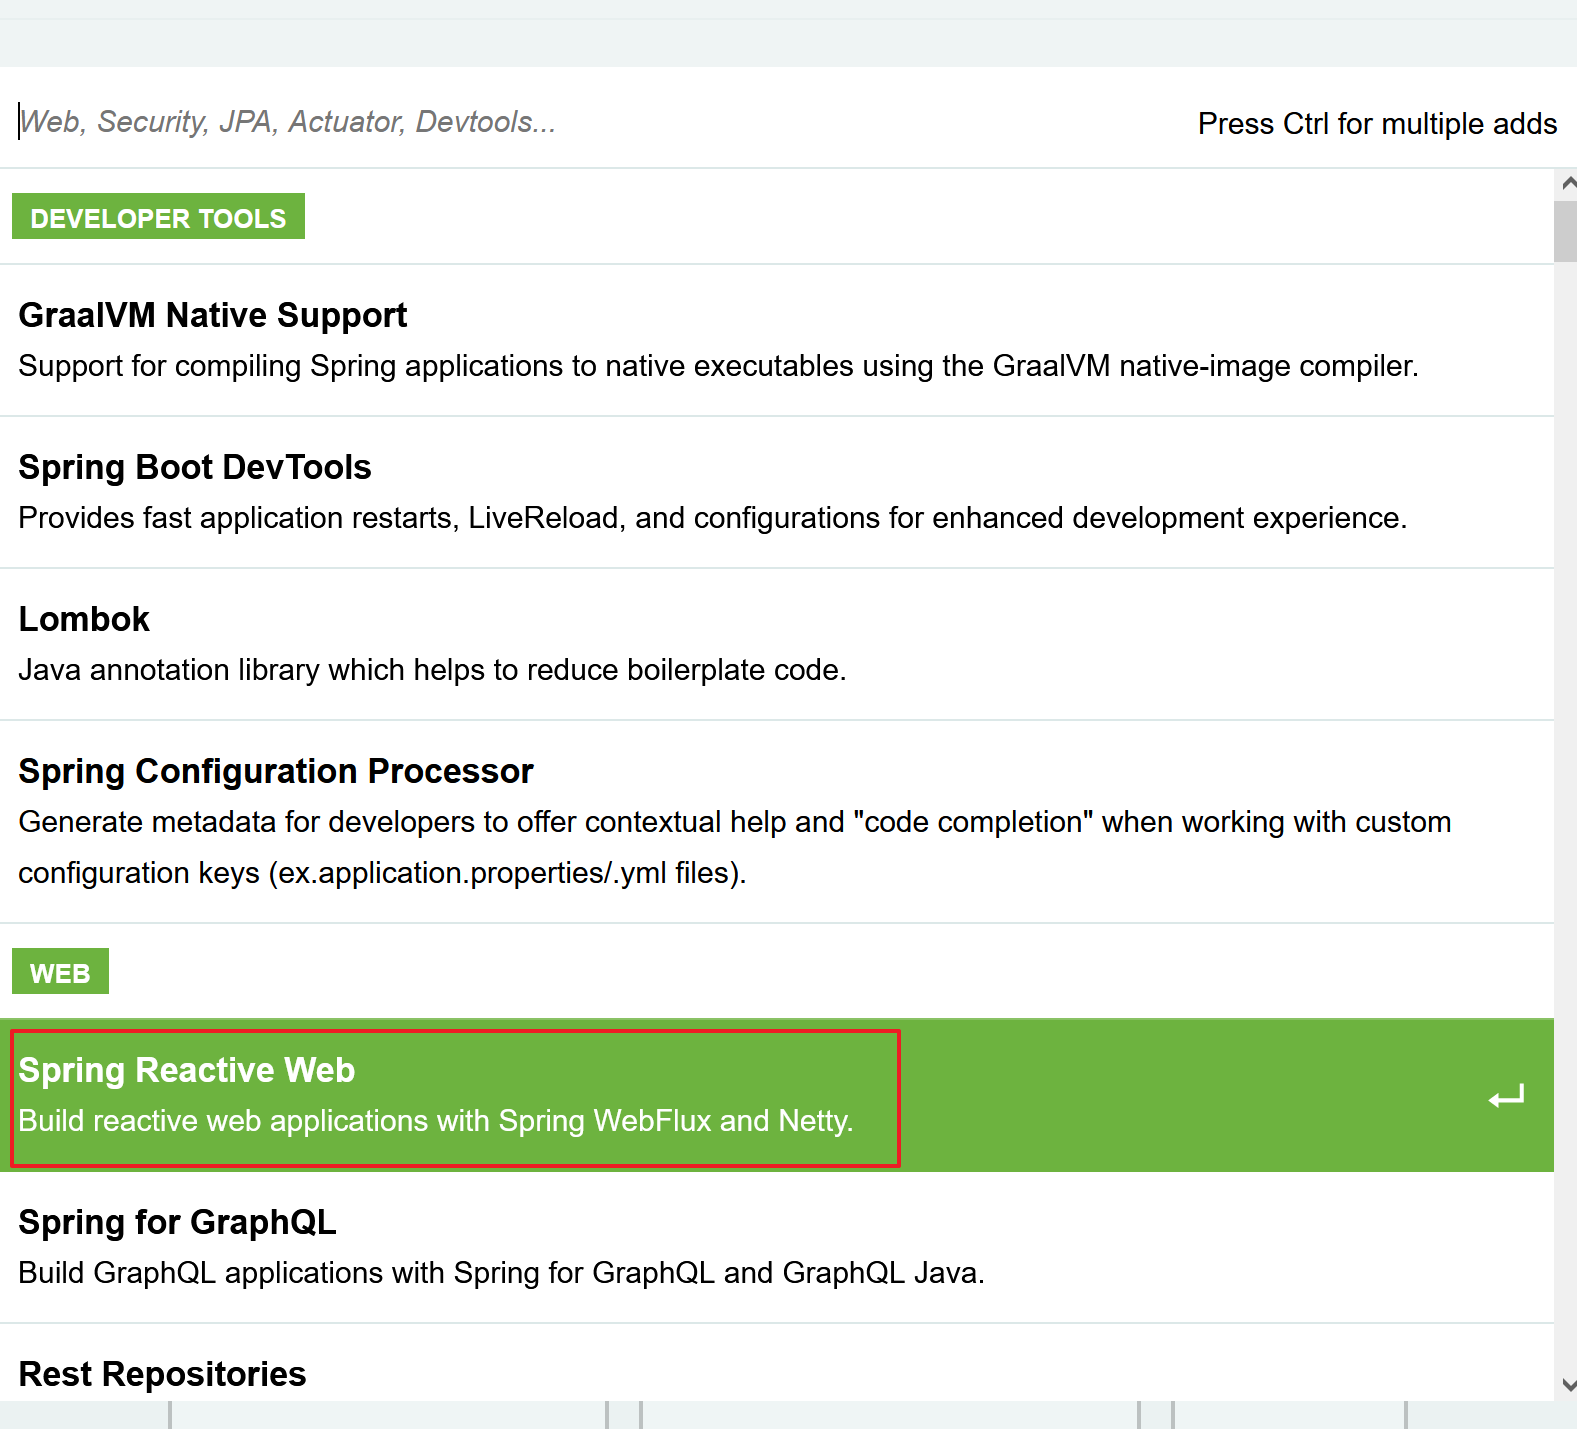 Web, Security, JPA, Actuator, Devtools...
Press Ctrl for multiple adds
DEVELOPER TOOLS
GraalVM Native Support
Support for compiling Spring applications to native executables using the GraalVM native-image compiler.
Spring Boot DevTools
Provides fast application restarts, LiveReload, and configurations for enhanced development experience.
Lombok
Java annotation library which helps to reduce boilerplate code.
Spring Configuration Processor
Generate metadata for developers to offer contextual help and "code completion" when working with custom
configuration keys (ex.application.properties/.yml files).
WEB
Spring Reactive Web
Build reactive web applications with Spring WebFlux and Netty.
Spring for GraphQL
Build GraphQL applications with Spring for GraphQL and GraphQL Java.
Rest Repositories